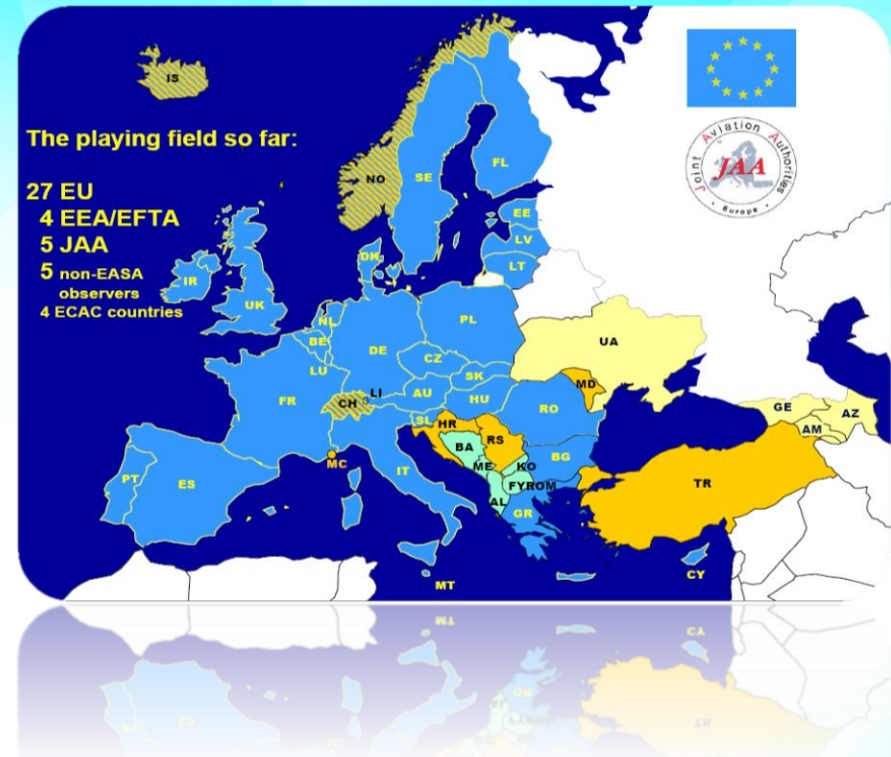 IS
The playing field so far:
27 EU
4 EEA/EFTA
5 JAA
5 non-EASA
observers
4 ECAC countries
Joint Aviation Authorities
JAA
Europe
NO
SE
FL
EE
LV
LT
DK
IR
UK
NL
BE
LU
DE
PL
CZ
SK
UA
FR
CH
LI
AU
HU
RO
MD
SL
HR
BA
RS
ME
KO
BG
GE
AZ
AM
MC
IT
AL
FYROM
GR
TR
PT
ES
MT
CY